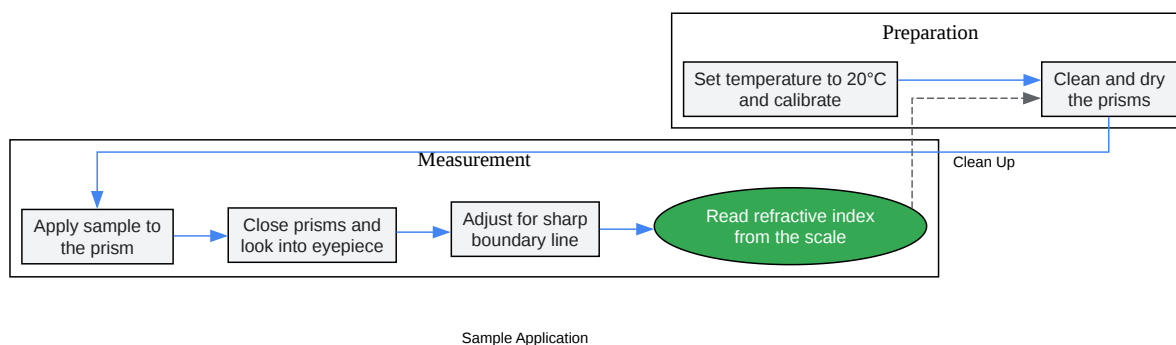 Preparation
Set temperature to 20°C
and calibrate
Clean and dry
the prisms
Clean Up
Measurement
Apply sample to
the prism
Close prisms and
look into eyepiece
Adjust for sharp
boundary line
Read refractive index
from the scale
Sample Application